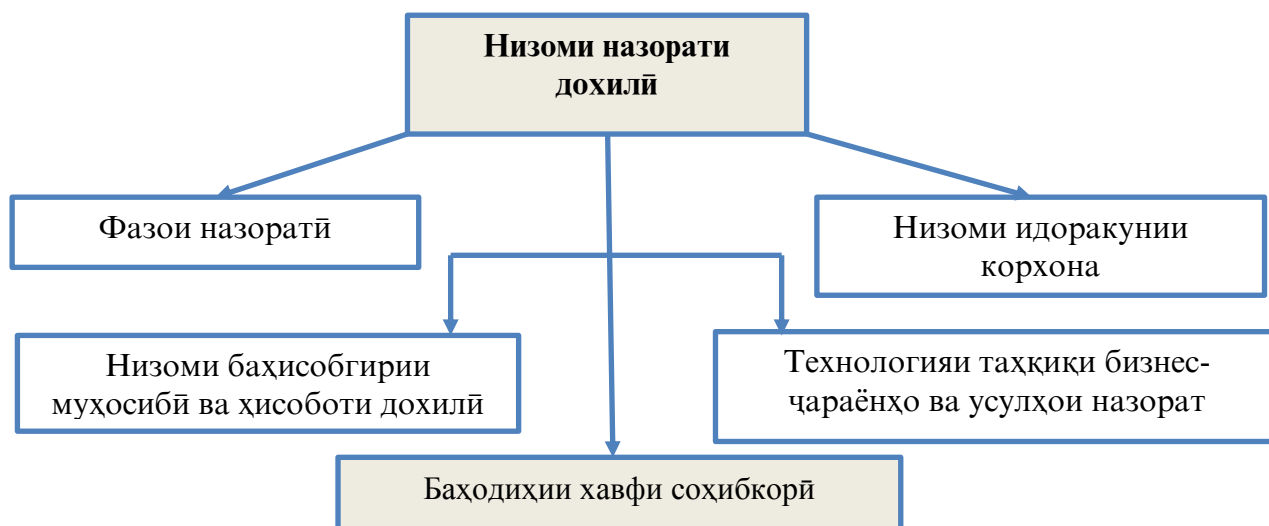 Низоми назорати
дохилӣ
Фазои назоратӣ
Низоми идоракунии
корхона
Низоми баҳисобгирии
муҳосибӣ ва ҳисоботи дохилӣ
Технологияи таҳқиқи бизнес-
ҷараёнҳо ва усулҳои назорат
Баҳодиҳии хавфи соҳибкорӣ